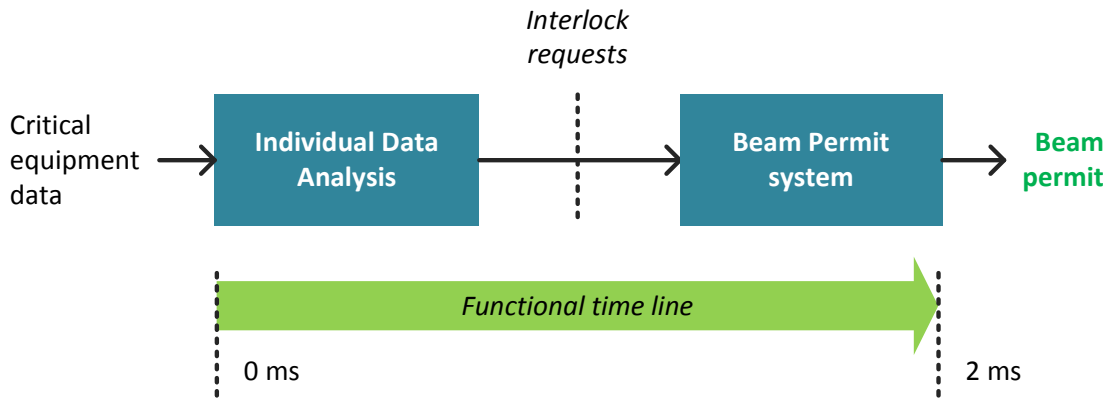 Interlock
requests
Critical
equipment
data
Individual Data
Analysis
Beam Permit
system
Beam
permit
Functional time line
0 ms
2 ms